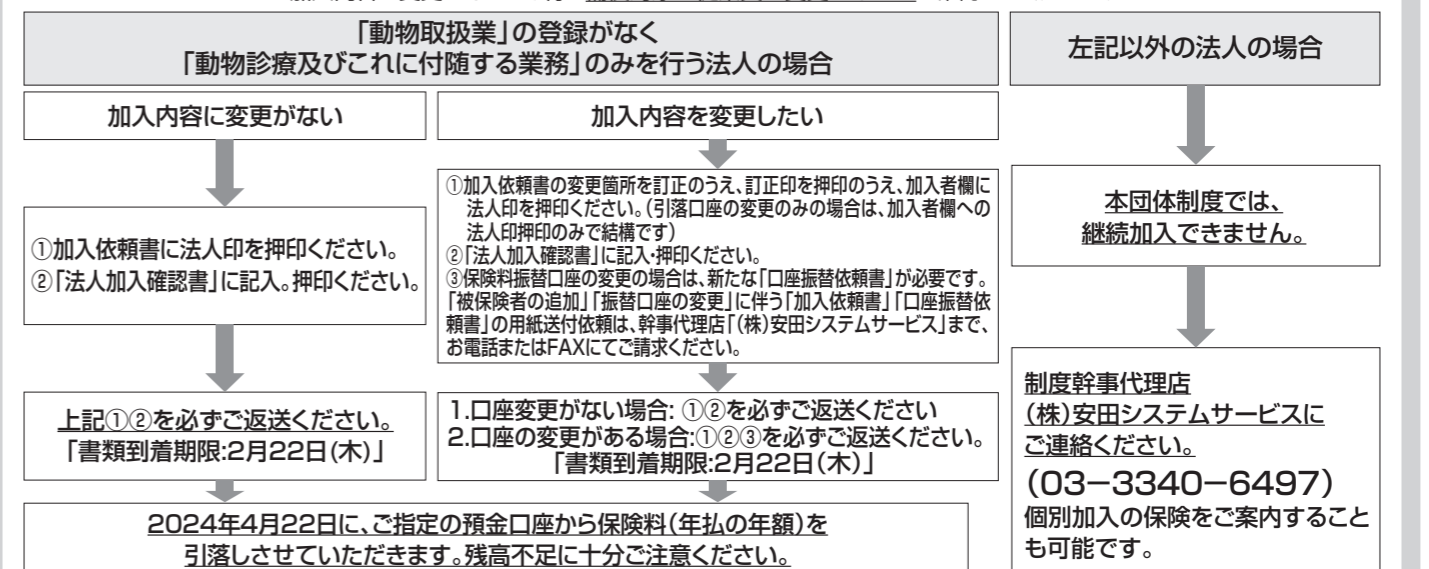 「動物取扱業」の登録がなく
「動物診療及びこれに付随する業務」のみを行う法人の場合
左記以外の法人の場合
加入内容に変更がない
加入内容を変更したい
①加入依頼書に法人印を押印ください。
②「法人加入確認書」に記入。押印ください。
①加入依頼書の変更箇所を訂正のうえ、訂正印を押印のうえ、加入者欄に
法人印を押印ください。(引落口座の変更のみの場合は、加入者欄への
法人印押印のみで結構です)
②「法人加入確認書」に記入・押印ください。
③保険料振替口座の変更の場合は、新たな「口座振替依頼書」が必要です。
「被保険者の追加」「振替口座の変更」に伴う「加入依頼書」「口座振替依
頼書」の用紙送付依頼は、幹事代理店「(株)安田システムサービス」まで、
お電話またはFAXにてご請求ください。
本団体制度では、
継続加入できません。
上記①②を必ずご返送ください。
「書類到着期限:2月22日(木)」
1.口座変更がない場合: ①②を必ずご返送ください
2.口座の変更がある場合:①②③を必ずご返送ください。
「書類到着期限:2月22日(木)」
制度幹事代理店
(株)安田システムサービスに
ご連絡ください。
(03−3340−6497)
個別加入の保険をご案内すること
も可能です。
2024年4月22日に、ご指定の預金口座から保険料(年払の年額)を
引落しさせていただきます。残高不足に十分ご注意ください。